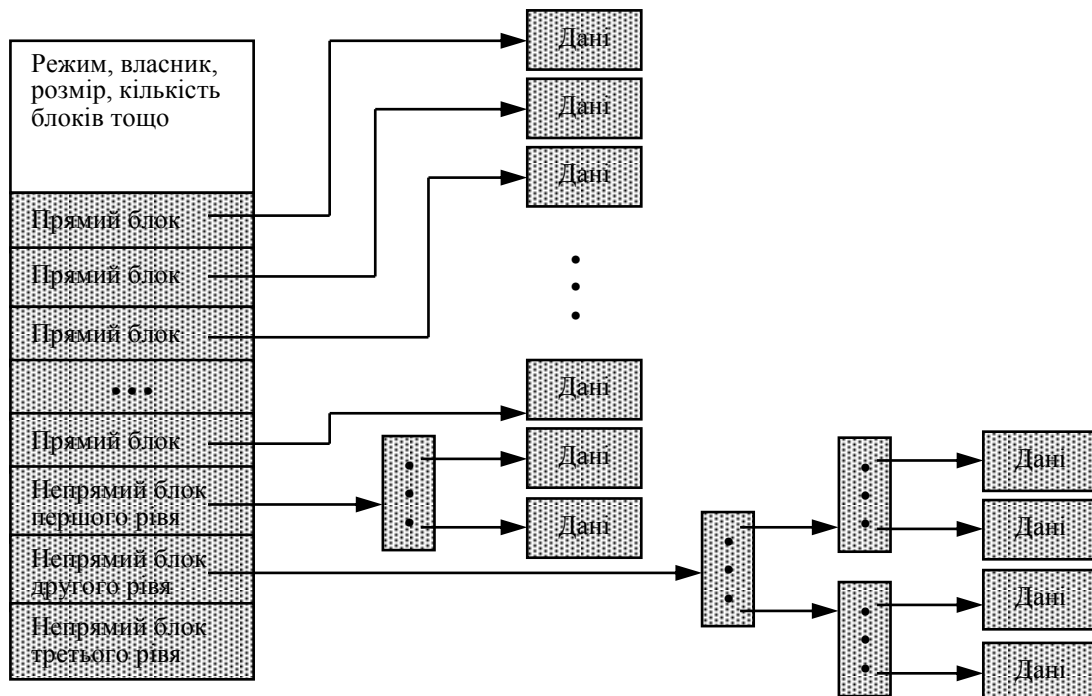 Режим, власник,
розмір, кількість
блоків тощо
Прямий блок
Прямий блок
Прямий блок
Прямий блок
Непрямий блок
першого рівя
Непрямий блок
другого рівя
Непрямий блок
третього рівя
Дані
Дані
Дані
Дані
Дані
Дані
Дані
Дані
Дані
Дані